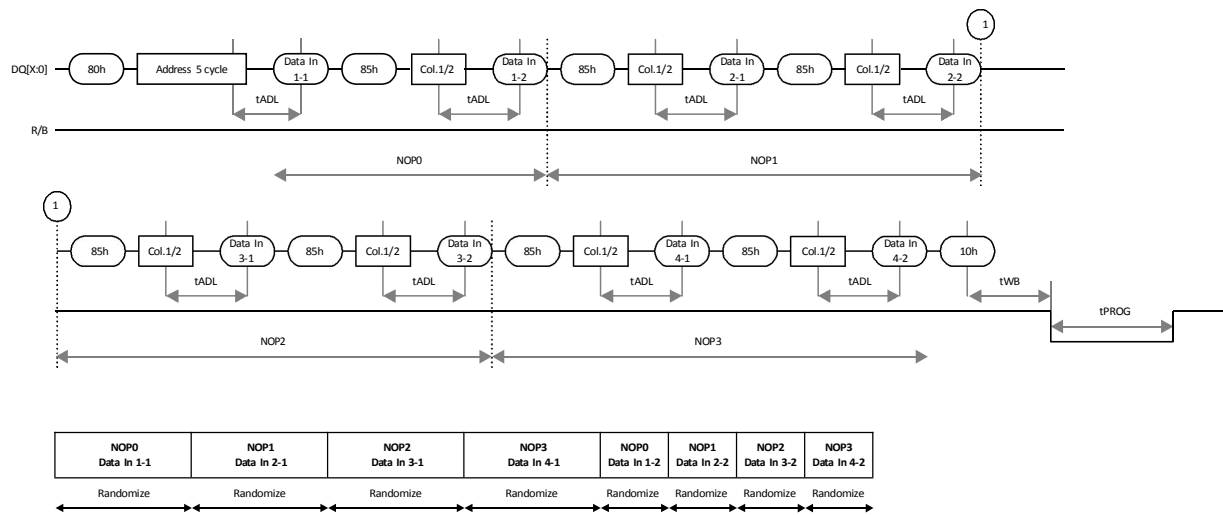 1
DQ[X:0] 80h Address 5 cycle Data In 1-1 85h Col.1/2 Data In 1-2 85h Col.1/2 Data In 2-1 85h Col.1/2 Data In 2-2
tADL tADL tADL tADL
R/B
NOP0 NOP1
1
85h Col.1/2 Data In 3-1 85h Col.1/2 Data In 3-2 85h Col.1/2 Data In 4-1 85h Col.1/2 Data In 4-2 10h
tADL tADL tADL tADL tWB
tPROG
NOP2 NOP3
NOP0 NOP1 NOP2 NOP3 NOP0 NOP1 NOP2 NOP3
Data In 1-1 Data In 2-1 Data In 3-1 Data In 4-1 Data In 1-2 Data In 2-2 Data In 3-2 Data In 4-2
Randomize Randomize Randomize Randomize Randomize Randomize Randomize Randomize